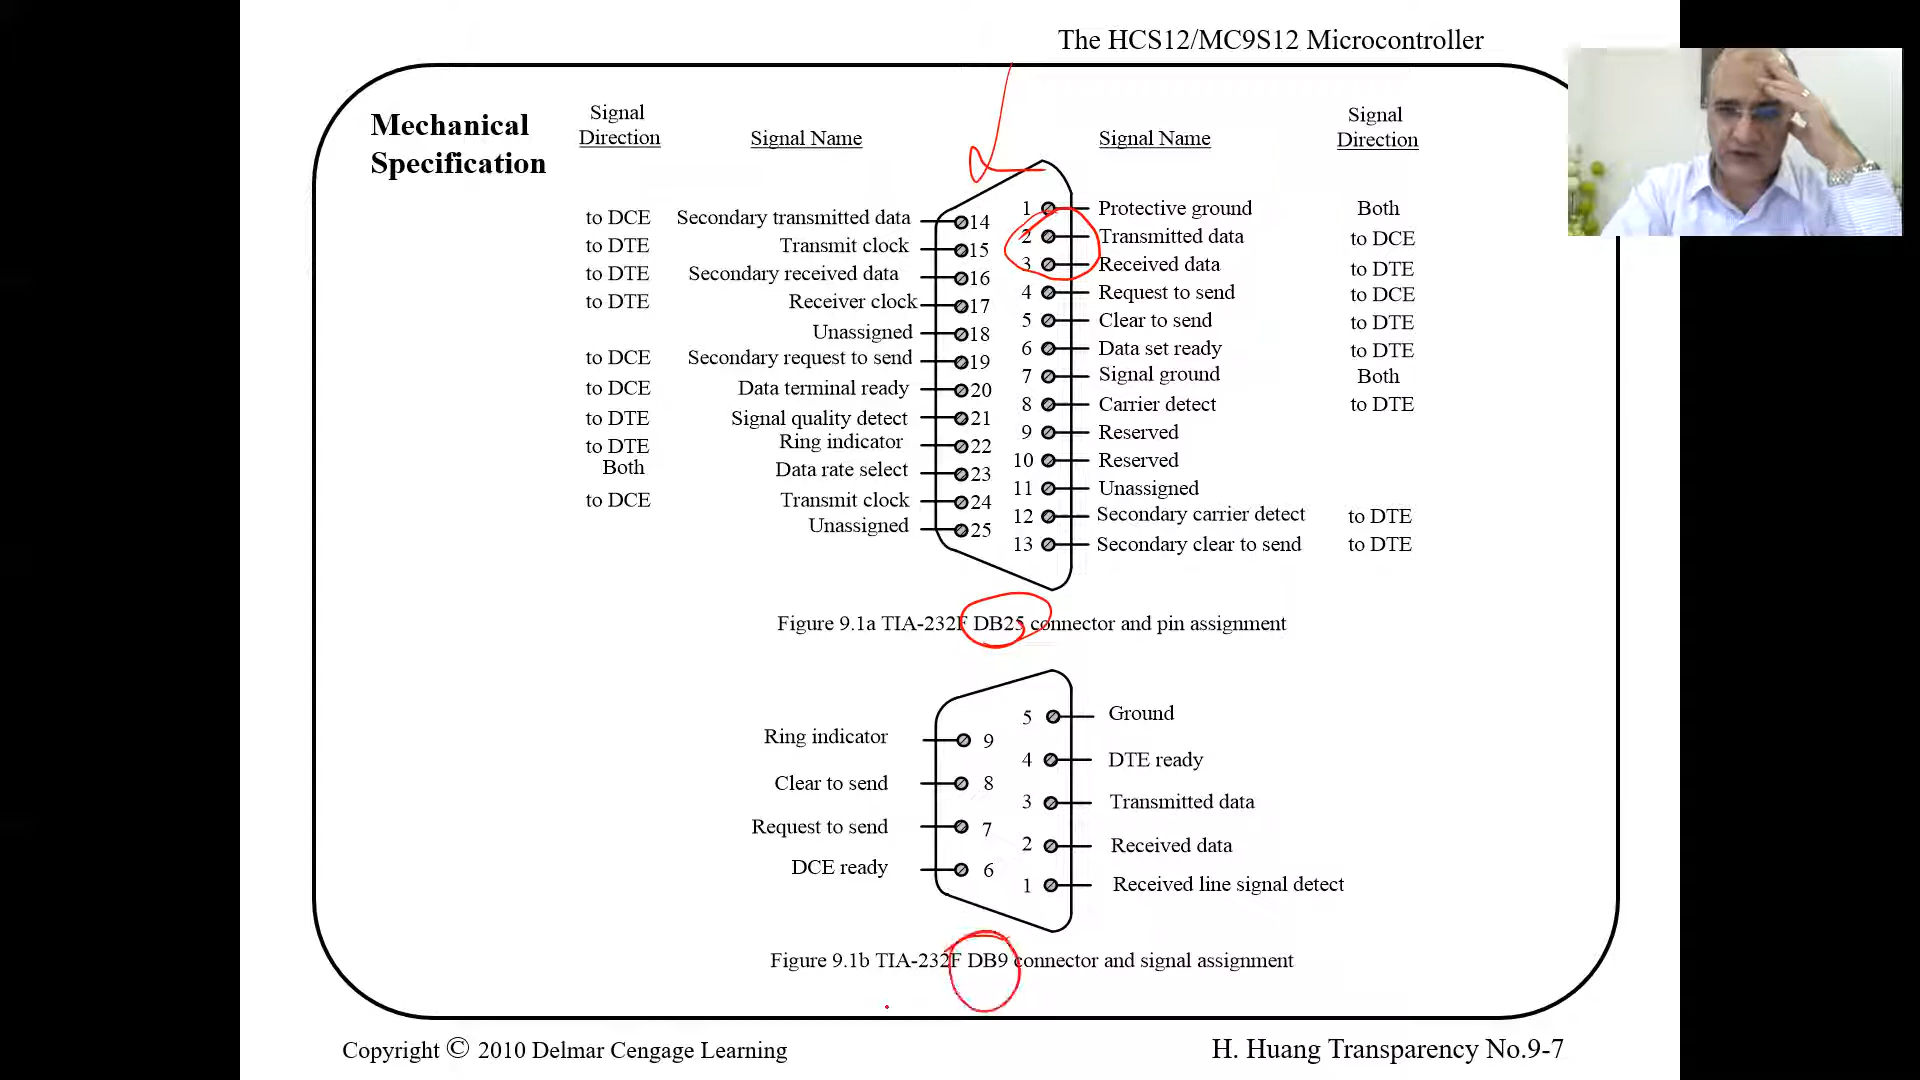 The HCS12/MC9S12 Microcontroller
Mechanical
Specification
Signal
Direction
Signal Name
Signal Name
Signal
Direction
to DCE Secondary transmitted data 14
to DTE Transmit clock 15
to DTE Secondary received data 16
to DTE Receiver clock 17
Unassigned 18
to DCE Secondary request to send 19
to DCE Data terminal ready 20
to DTE Signal quality detect 21
to DTE Ring indicator 22
Both Data rate select 23
to DCE Transmit clock 24
Unassigned 25
1 Protective ground Both
2 Transmitted data to DCE
3 Received data to DTE
4 Request to send to DCE
5 Clear to send to DTE
6 Data set ready to DTE
7 Signal ground Both
8 Carrier detect to DTE
9 Reserved
10 Reserved
11 Unassigned
12 Secondary carrier detect to DTE
13 Secondary clear to send to DTE
Figure 9.1a TIA-232F DB25 connector and pin assignment
Ring indicator 9
Clear to send 8
Request to send 7
DCE ready 6
5 Ground
4 DTE ready
3 Transmitted data
2 Received data
1 Received line signal detect
Figure 9.1b TIA-232F DB9 connector and signal assignment
Copyright © 2010 Delmar Cengage Learning
H. Huang Transparency No.9-7